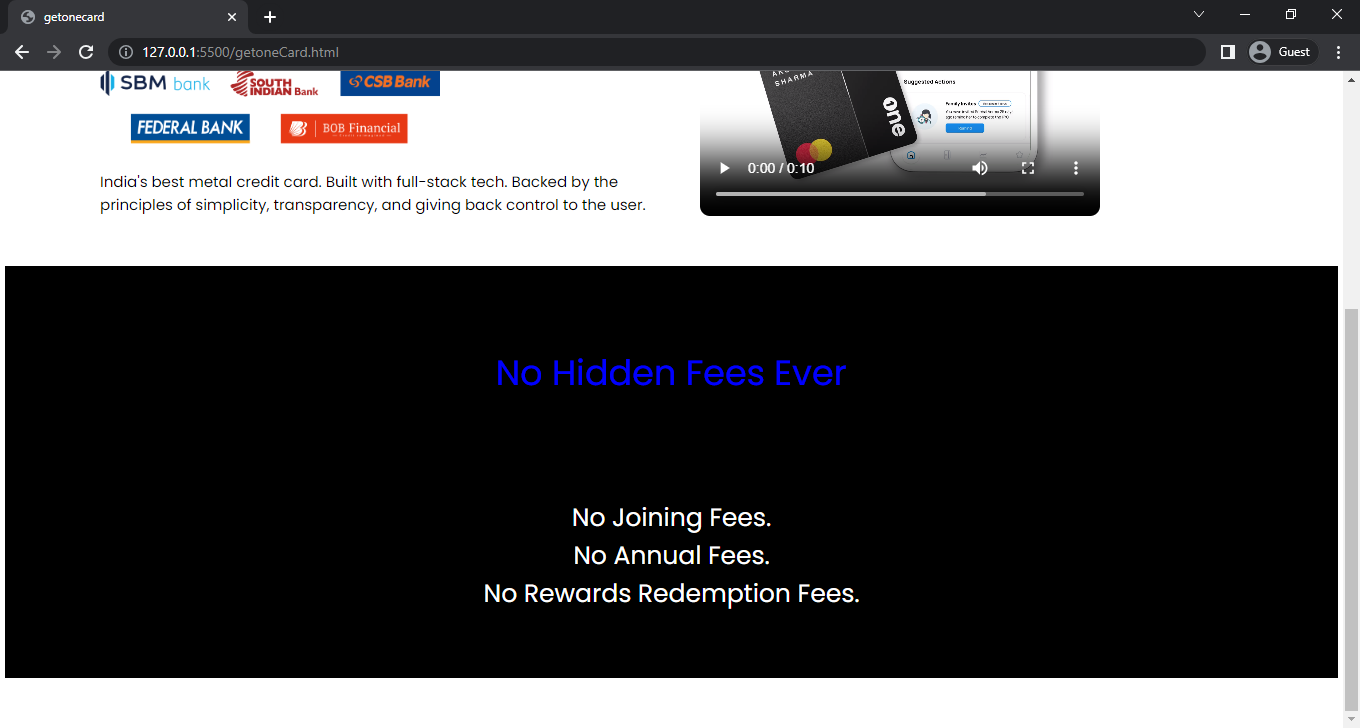 getonecard
127.0.0.1:5500/getoneCard.html
Guest
SBM bank
SOUTH INDIAN Bank
CSB Bank
FEDERAL BANK
BOB Financial
India's best metal credit card. Built with full-stack tech. Backed by the
principles of simplicity, transparency, and giving back control to the user.
SHARMA
one
Suggested Actions
Family Invites
0:00 / 0:10
No Hidden Fees Ever
No Joining Fees.
No Annual Fees.
No Rewards Redemption Fees.